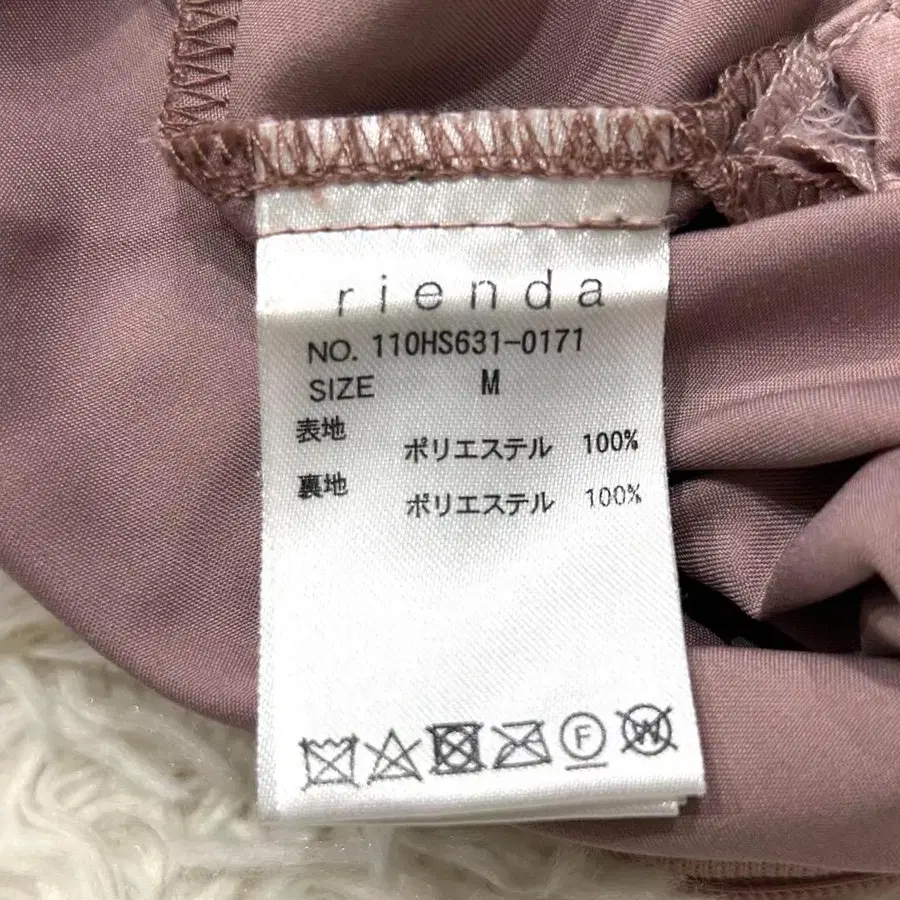 rienda
NO. 110HS631-0171
SIZE M
表地
ポリエステル 100%
裏地
ポリエステル 100%
F W